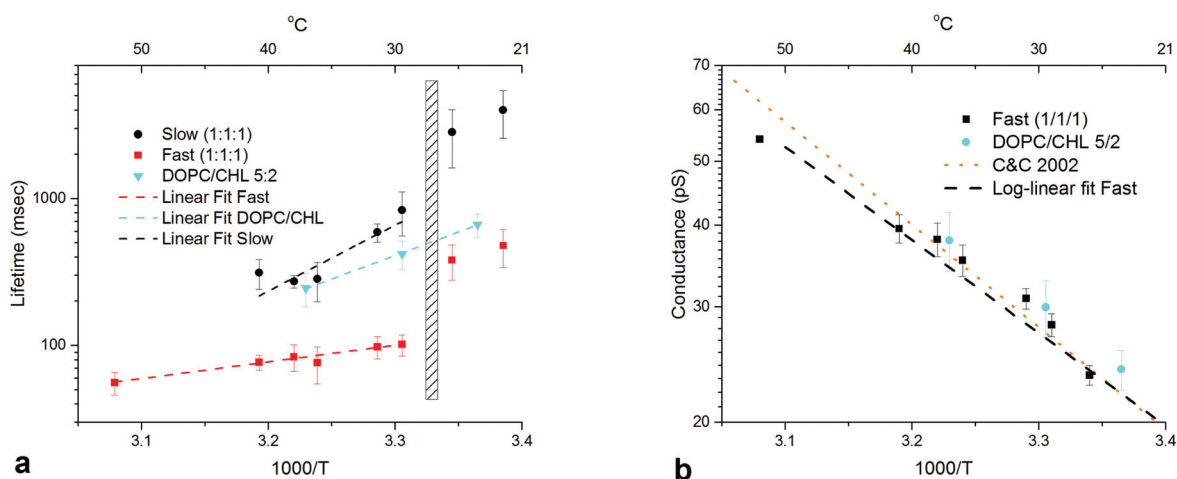 °C
50 40 30 21
Lifetime (msec)
1000
100
Slow (1:1:1)
Fast (1:1:1)
DOPC/CHL 5:2
Linear Fit Fast
Linear Fit DOPC/CHL
Linear Fit Slow
3.1 3.2 3.3 3.4
1000/T
a
°C
50 40 30 21
Conductance (pS)
70
60
50
40
30
20
Fast (1/1/1)
DOPC/CHL 5/2
C&C 2002
Log-linear fit Fast
3.1 3.2 3.3 3.4
1000/T
b